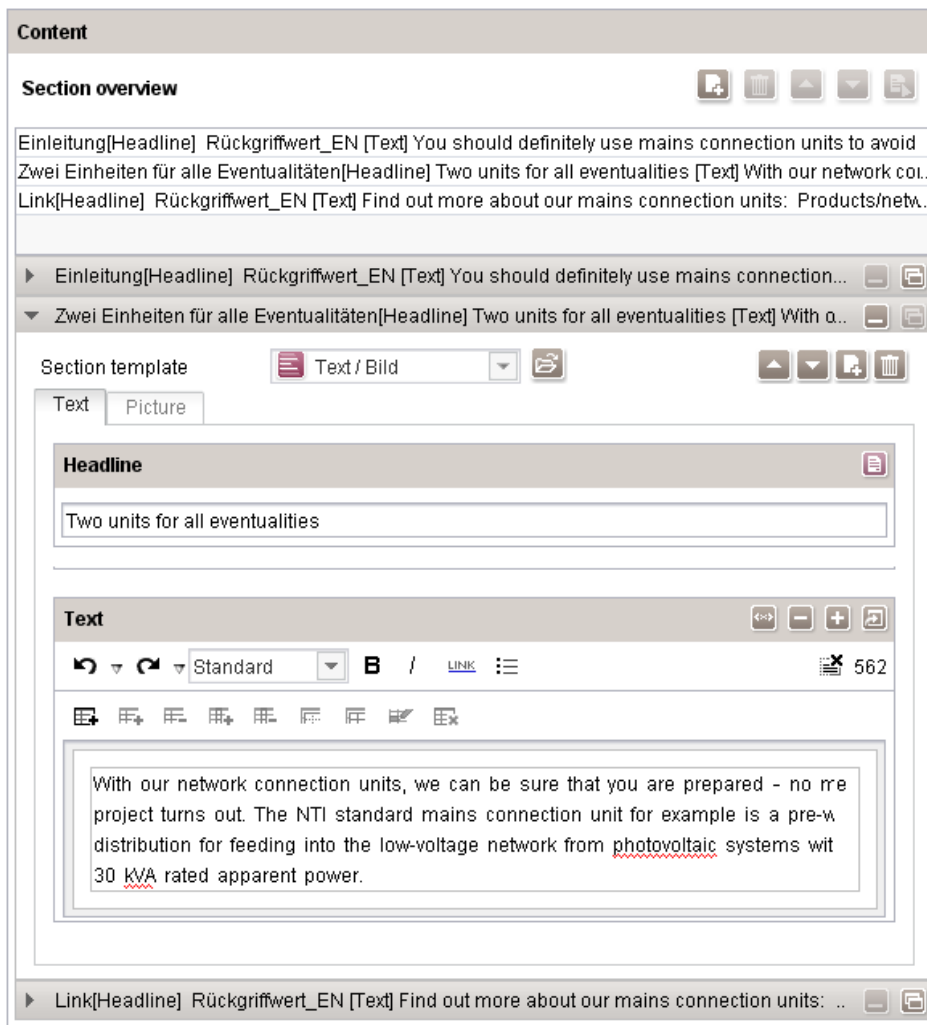 Content
Section overview
Einleitung[Headline] Rückgriffwert_EN [Text] You should definitely use mains connection units to avoid
Zwei Einheiten für alle Eventualitäten[Headline] Two units for all eventualities [Text] With our network con..
Link[Headline] Rückgriffwert_EN [Text] Find out more about our mains connection units: Products/netw..
Einleitung[Headline] Rückgriffwert_EN [Text] You should definitely use mains connection...
Zwei Einheiten für alle Eventualitäten[Headline] Two units for all eventualities [Text] With o...
Section template Text / Bild
Text Picture
Headline
Two units for all eventualities
Text
Standard B I LINK 562
With our network connection units, we can be sure that you are prepared - no me
project turns out. The NTI standard mains connection unit for example is a pre-w
distribution for feeding into the low-voltage network from photovoltaic systems wit
30 kVA rated apparent power.
Link[Headline] Rückgriffwert_EN [Text] Find out more about our mains connection units: ..